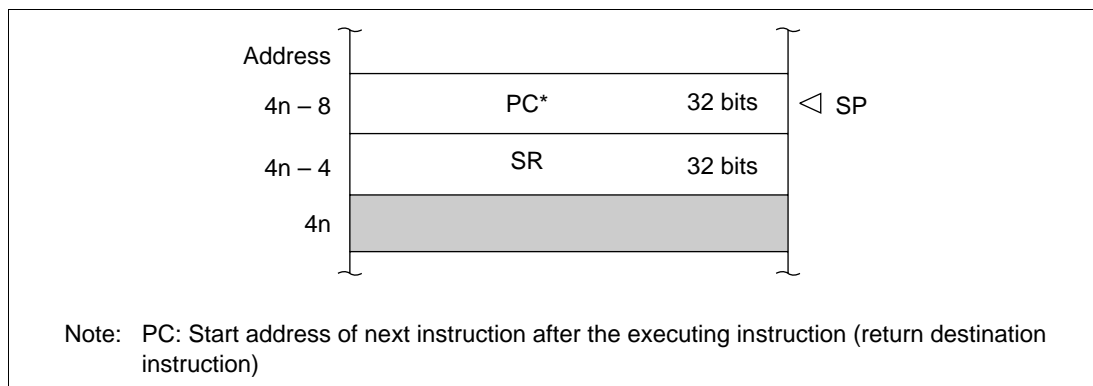 Address
4n – 8 PC* 32 bits SP
4n – 4 SR 32 bits
4n
Note: PC: Start address of next instruction after the executing instruction (return destination
instruction)